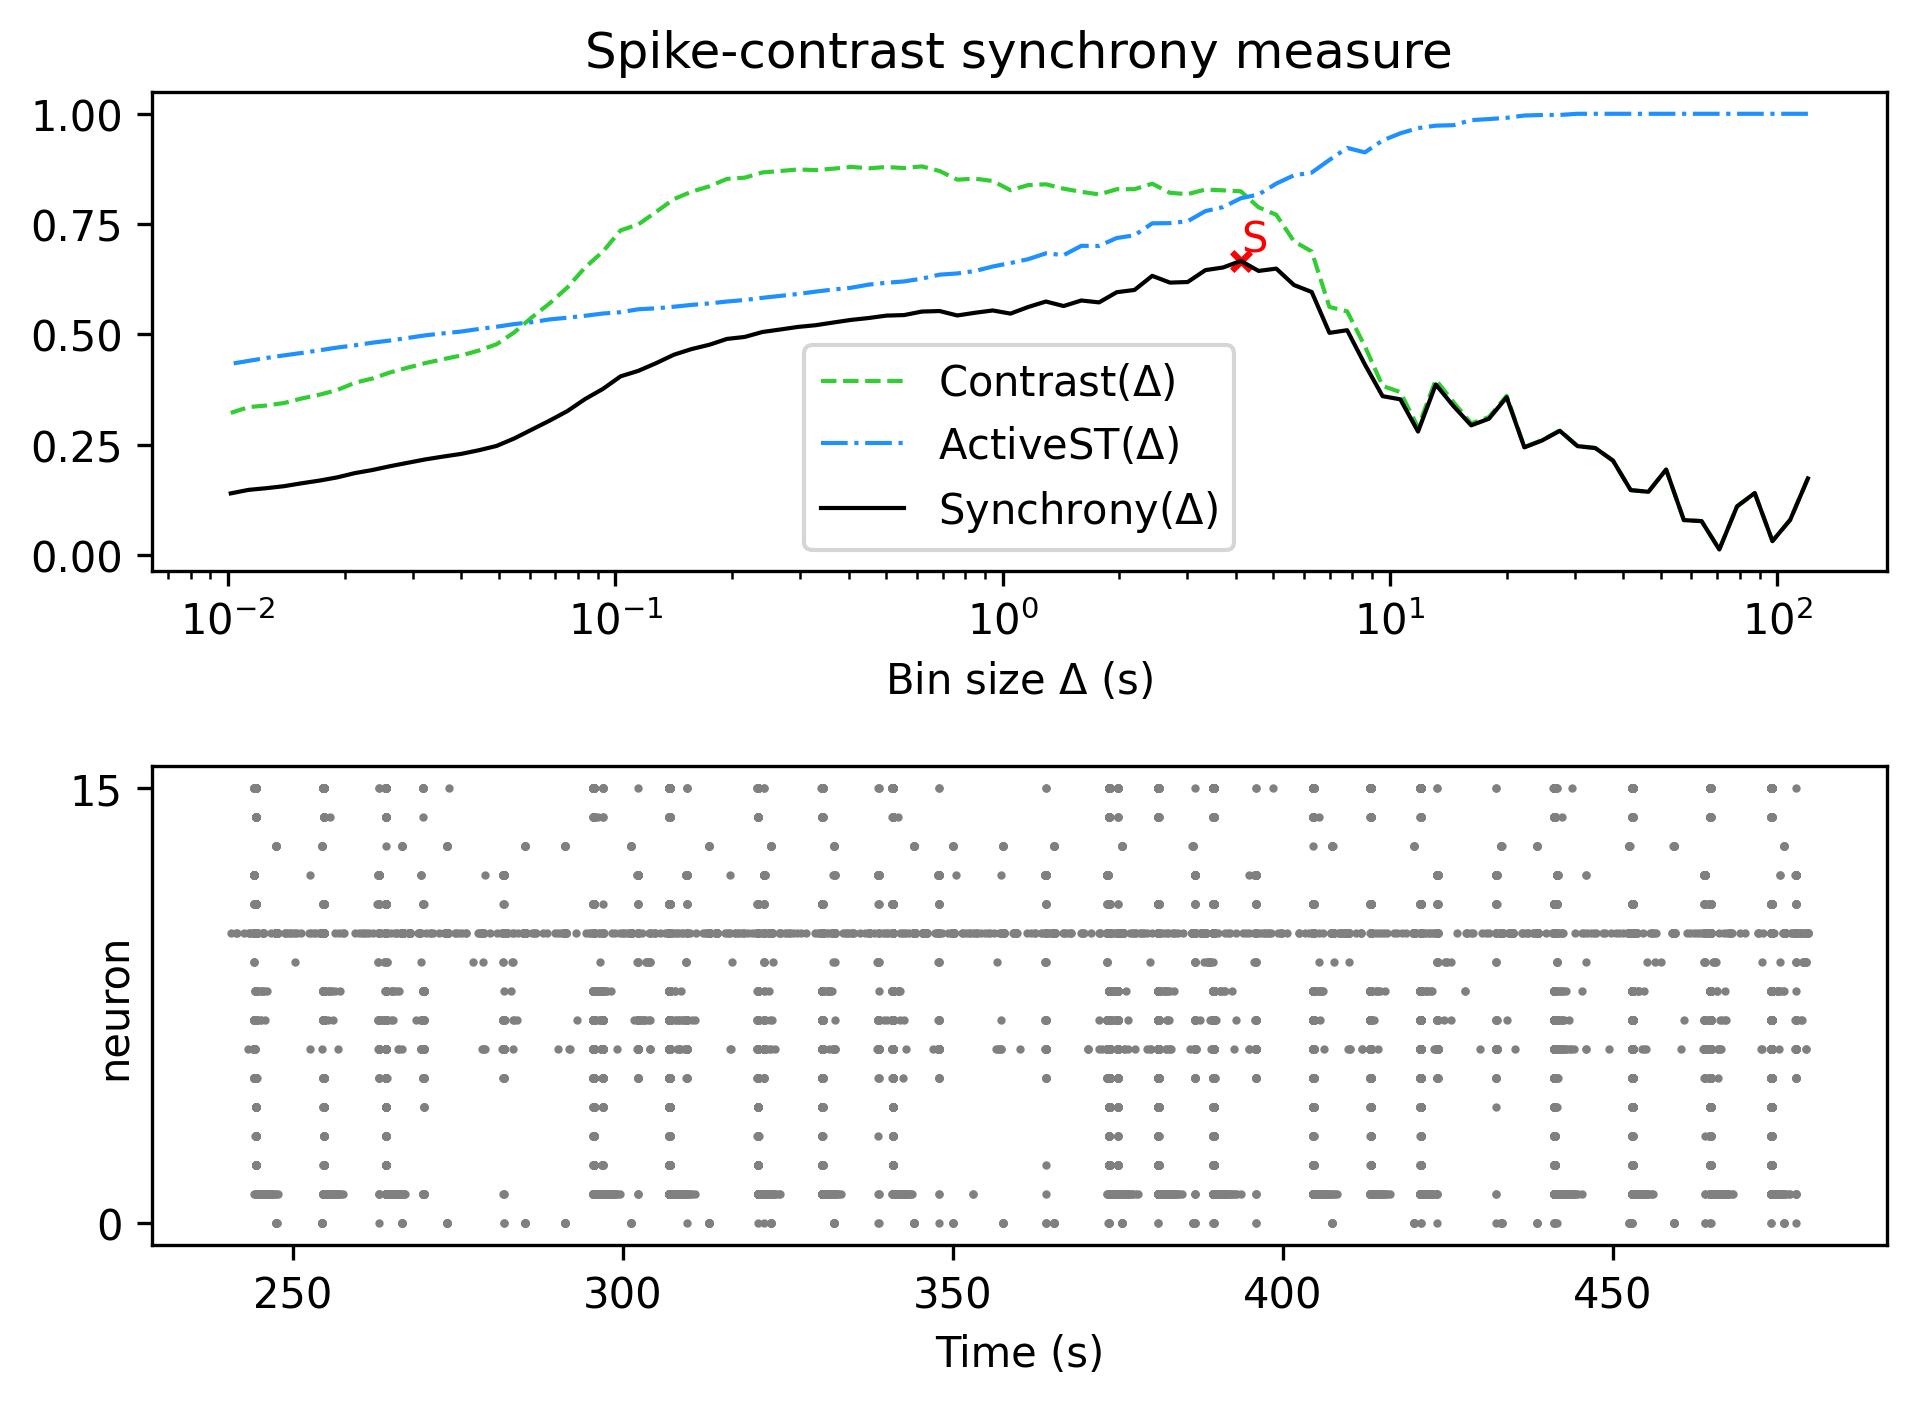 Spike-contrast synchrony measure
1.00
0.75
0.50
0.25
0.00
S
Contrast(Δ)
ActiveST(Δ)
Synchrony(Δ)
10⁻² 10⁻¹ 10⁰ 10¹ 10²
Bin size Δ (s)
15
0
neuron
250 300 350 400 450
Time (s)